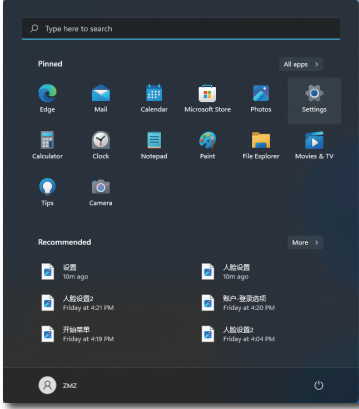 Type here to search
Pinned
All apps >
Edge
Mail
Calendar
Microsoft Store
Photos
Settings
Calculator
Clock
Notepad
Paint
File Explorer
Movies & TV
Tips
Camera
Recommended
More >
设置
10m ago
人脸设置
10m ago
人脸设置2
Friday at 4:21 PM
账户-登录选项
Friday at 4:20 PM
开始菜单
Friday at 4:19 PM
人脸设置2
Friday at 4:04 PM
ZMZ